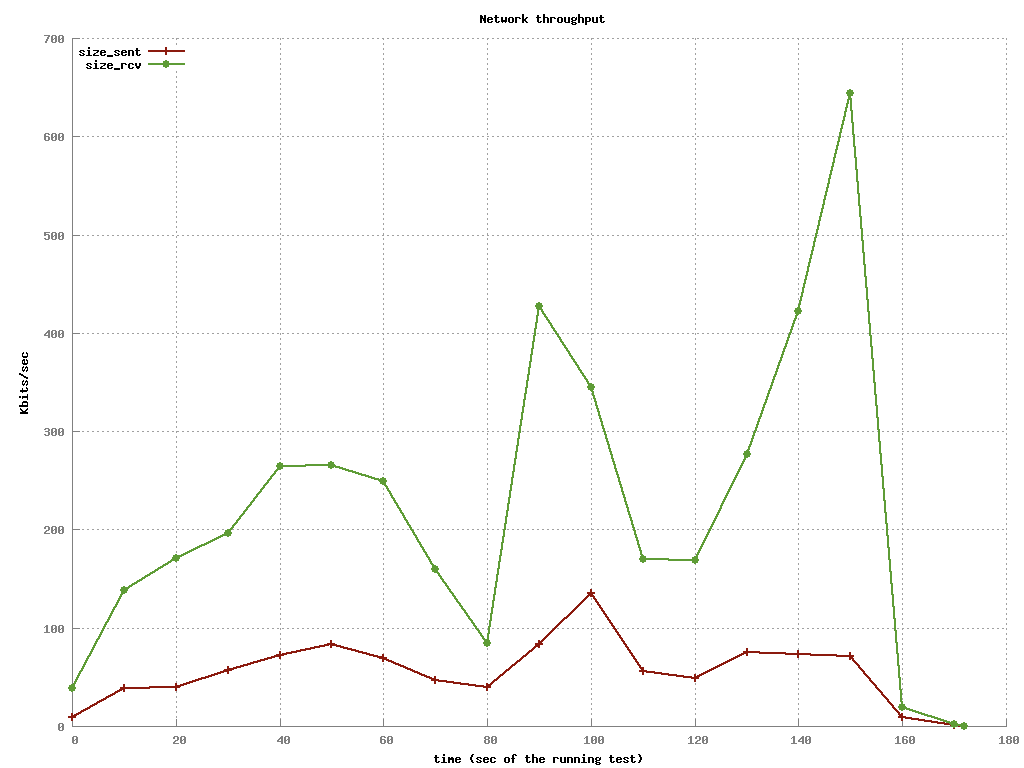 Network throughput
700
size_sent
size_rcv
600
500
400
Kbits/sec
300
200
100
0
0 20 40 60 80 100 120 140 160 180
time (sec of the running test)